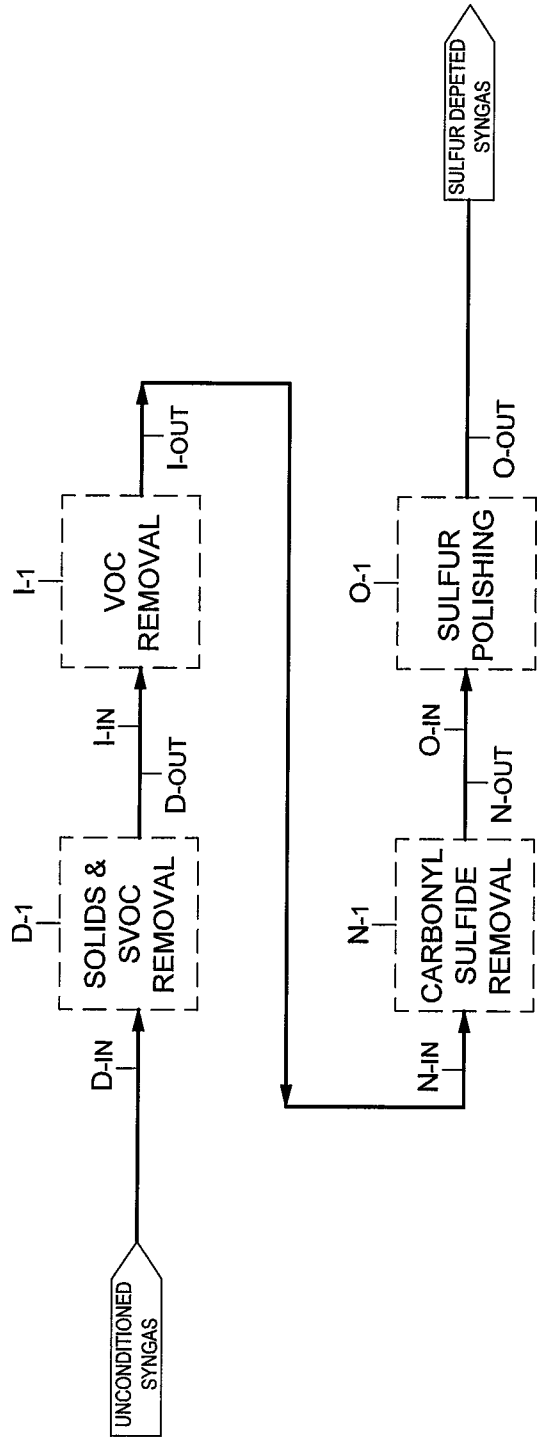 UNCONDITIONED
SYNGAS
D-IN
D-1
SOLIDS &
SVOC
REMOVAL
D-OUT
I-IN
I-1
VOC
REMOVAL
I-OUT
N-IN
N-1
CARBONYL
SULFIDE
REMOVAL
N-OUT
O-IN
O-1
SULFUR
POLISHING
O-OUT
SULFUR DEPETED
SYNGAS